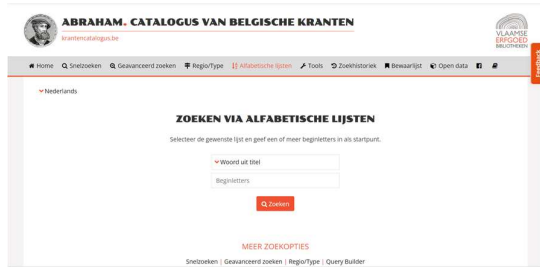 ABRAHAM. CATALOGUS VAN BELGISCHE KRANTEN
krantencatalogus.be
VLAAMSE
ERFGOED
BIBLIOTHEKEN
Feedback
Home Snelzoeken Geavanceerd zoeken Regio/Type Alfabetische lijsten Tools Zoekhistoriek Bewaarlijst Open data
Nederlands
ZOEKEN VIA ALFABETISCHE LIJSTEN
Selecteer de gewenste lijst en geef een of meer beginletters in als startpunt.
Woord uit titel
Beginletters
Zoeken
MEER ZOEKOPTIES
Snelzoeken | Geavanceerd zoeken | Regio/Type | Query Builder